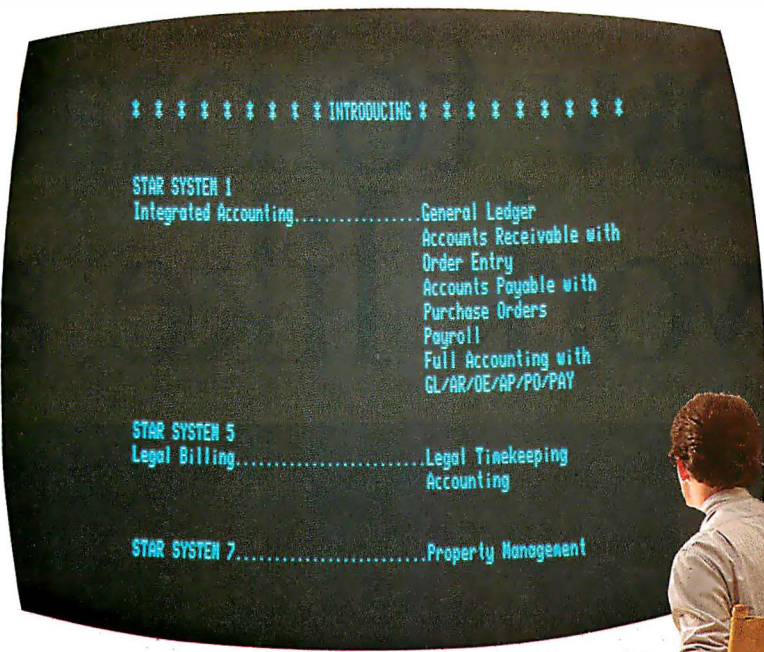 * * * * * * * * * INTRODUCING * * * * * * * * *
STAR SYSTEM 1
Integrated Accounting.................General Ledger
Accounts Receivable with
Order Entry
Accounts Payable with
Purchase Orders
Payroll
Full Accounting with
GL/AR/OE/AP/PO/PAY
STAR SYSTEM 5
Legal Billing.........................Legal Timekeeping
Accounting
STAR SYSTEM 7.........................Property Management